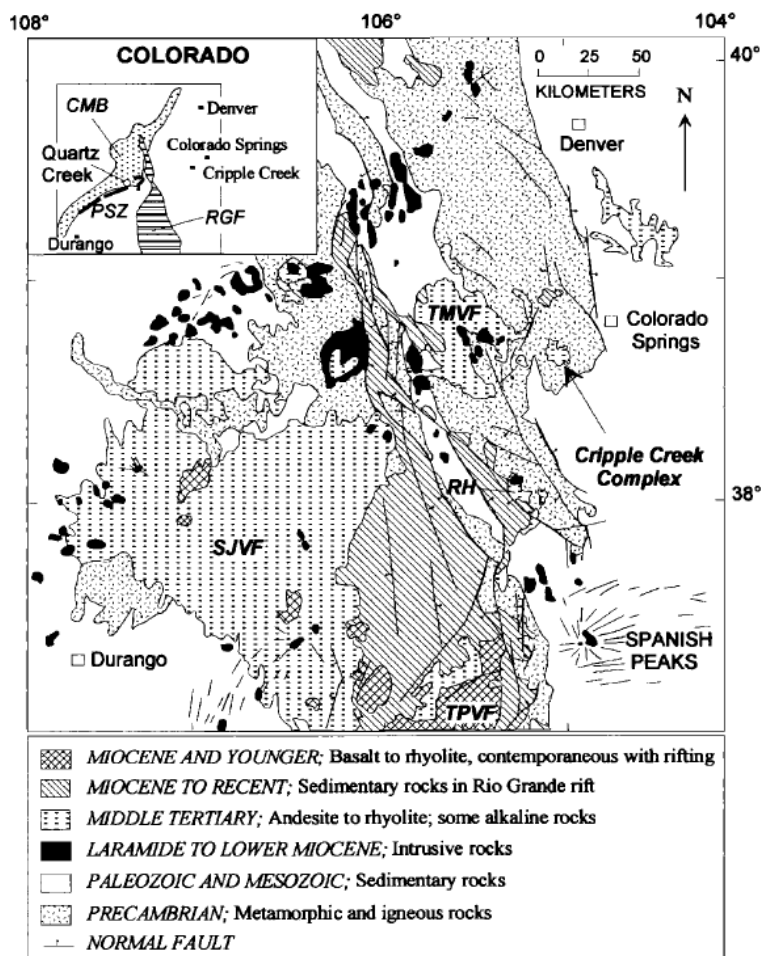 108°
106°
104°
COLORADO
CMB
Denver
Quartz
Creek
Colorado Springs
Cripple Creek
?
PSZ
RGF
Durango
0 25 50
KILOMETERS
40°
N
Denver
TMVF
Colorado
Springs
Cripple Creek
Complex
RH
38°
SJVF
Durango
SPANISH
PEAKS
TPVF
MIOCENE AND YOUNGER; Basalt to rhyolite, contemporaneous with rifting
MIOCENE TO RECENT; Sedimentary rocks in Rio Grande rift
MIDDLE TERTIARY; Andesite to rhyolite; some alkaline rocks
LARAMIDE TO LOWER MIOCENE; Intrusive rocks
PALEOZOIC AND MESOZOIC; Sedimentary rocks
PRECAMBRIAN; Metamorphic and igneous rocks
NORMAL FAULT